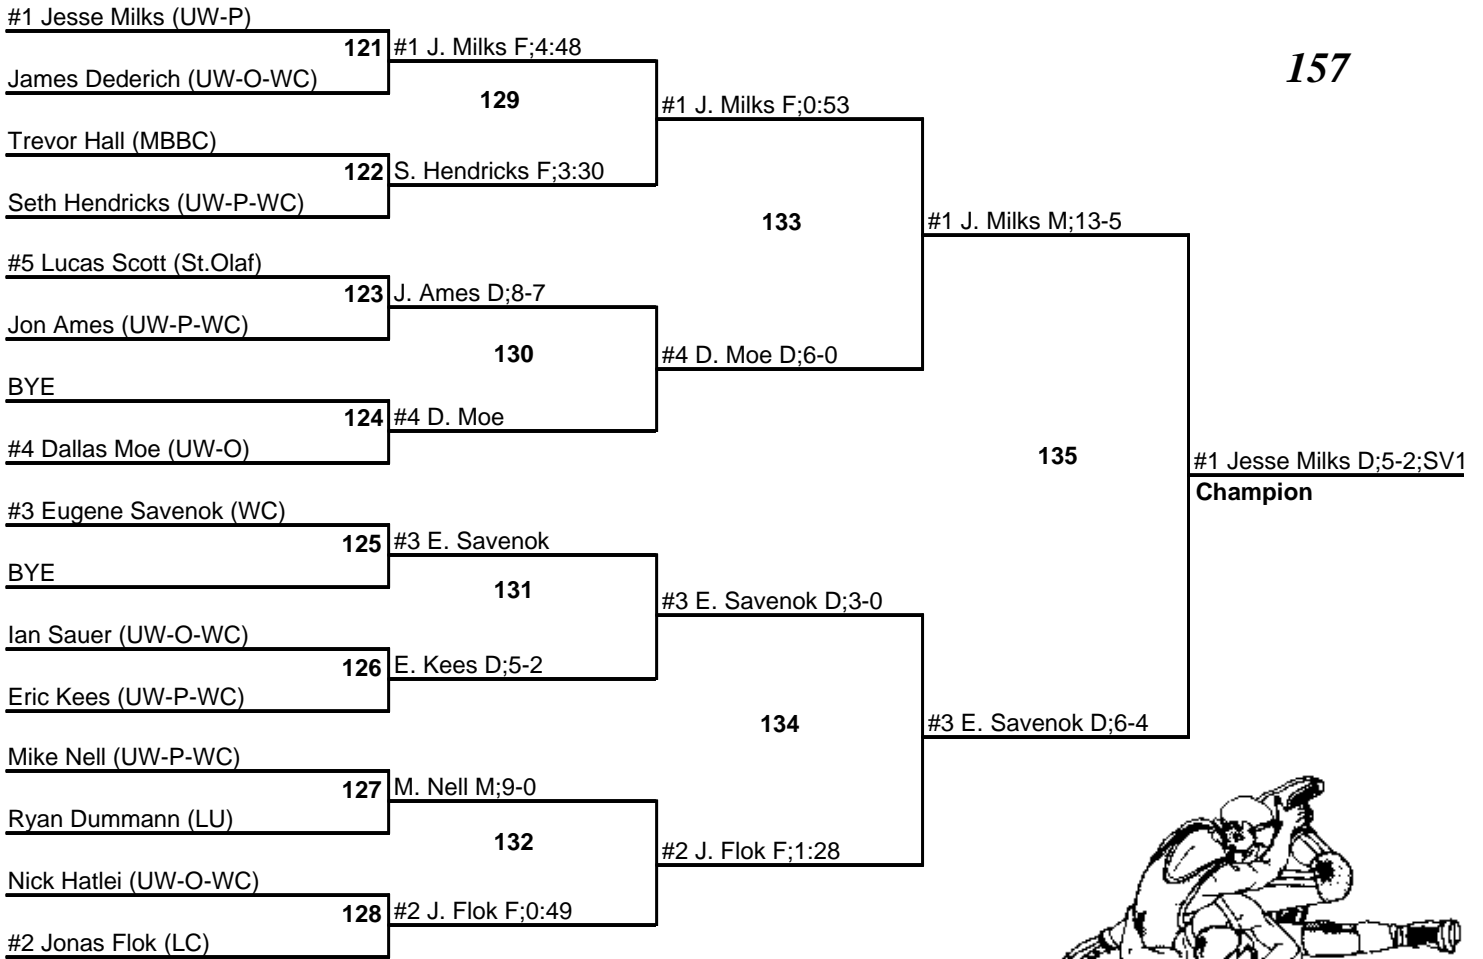 #1 Jesse Milks (UW-P)
121 #1 J. Milks F;4:48
157
James Dederich (UW-O-WC)
129
#1 J. Milks F;0:53
Trevor Hall (MBBC)
122 S. Hendricks F;3:30
Seth Hendricks (UW-P-WC)
133
#1 J. Milks M;13-5
#5 Lucas Scott (St.Olaf)
123 J. Ames D;8-7
Jon Ames (UW-P-WC)
130
#4 D. Moe D;6-0
BYE
124 #4 D. Moe
#4 Dallas Moe (UW-O)
135
#1 Jesse Milks D;5-2;SV1
Champion
#3 Eugene Savenok (WC)
125 #3 E. Savenok
BYE
131
#3 E. Savenok D;3-0
Ian Sauer (UW-O-WC)
126 E. Kees D;5-2
Eric Kees (UW-P-WC)
134
#3 E. Savenok D;6-4
Mike Nell (UW-P-WC)
127 M. Nell M;9-0
Ryan Dummann (LU)
132
#2 J. Flok F;1:28
Nick Hatlei (UW-O-WC)
128 #2 J. Flok F;0:49
#2 Jonas Flok (LC)